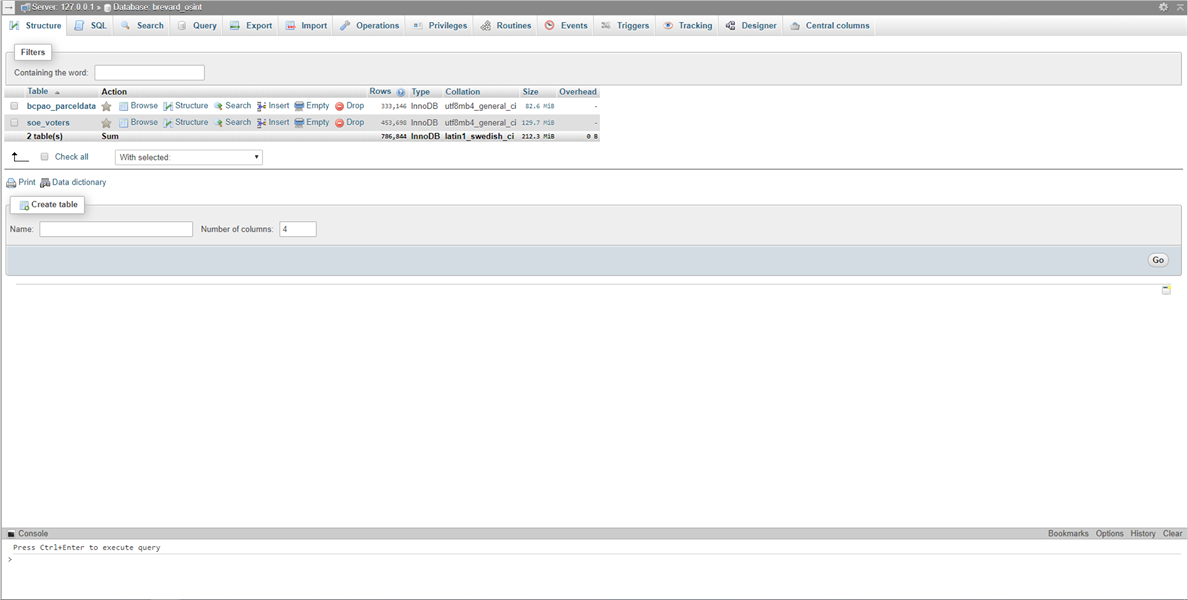 Server: 127.0.0.1 » Database: brevard_osint
Structure SQL Search Query Export Import Operations Privileges Routines Events Triggers Tracking Designer Central columns
Filters
Containing the word:
Table Action Rows Type Collation Size Overhead
bcpao_parceldata Browse Structure Search Insert Empty Drop 333,146 InnoDB utf8mb4_general_ci 82.6 MiB -
soe_voters Browse Structure Search Insert Empty Drop 453,698 InnoDB utf8mb4_general_ci 129.7 MiB -
2 table(s) Sum 786,844 InnoDB latin1_swedish_ci 212.3 MiB 0 B
Check all With selected:
Print Data dictionary
Create table
Name: Number of columns: 4
Go
Console Bookmarks Options History Clear
Press Ctrl+Enter to execute query
>